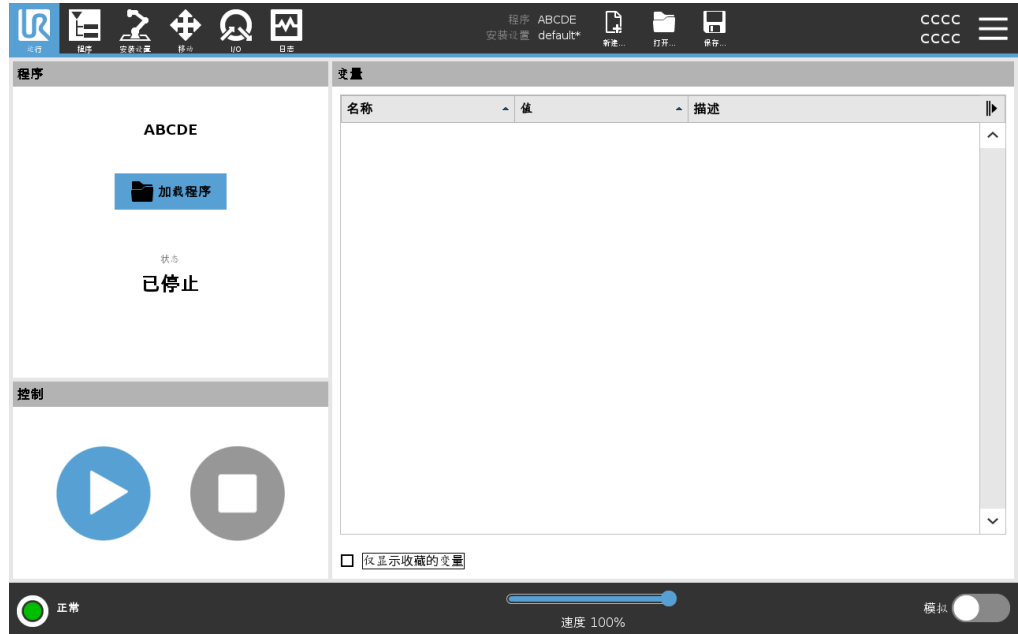 程序 ABCDE
安装设置 default*
CCCC
CCCC
运行
程序
安装设置
移动
I/O
日志
新建...
打开...
保存...
程序
变量
名称
值
描述
ABCDE
加载程序
状态
已停止
控制
仅显示收藏的变量
正常
速度 100%
模拟